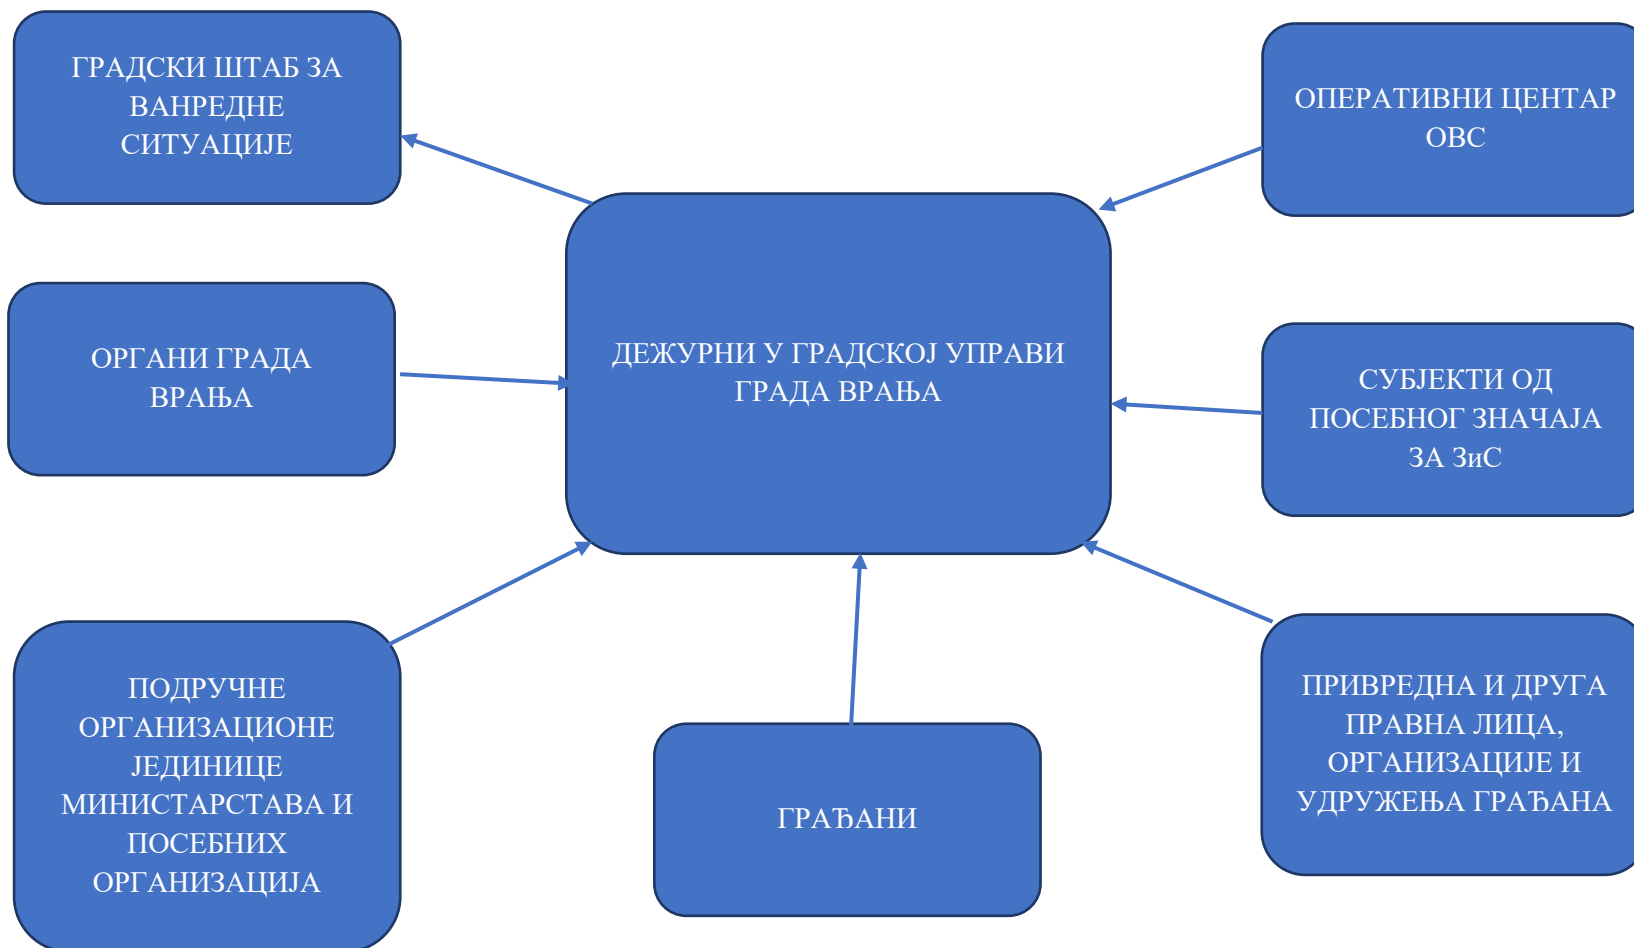 ГРАДСКИ ШТАБ ЗА
ВАНРЕДНЕ
СИТУАЦИЈЕ
ОПЕРАТИВНИ ЦЕНТАР
ОВС
ОРГАНИ ГРАДА
ВРАЊА
ДЕЖУРНИ У ГРАДСКОЈ УПРАВИ
ГРАДА ВРАЊА
СУБЈЕКТИ ОД
ПОСЕБНОГ ЗНАЧАЈА
ЗА ЗиС
ПОДРУЧНЕ
ОРГАНИЗАЦИОНЕ
ЈЕДИНИЦЕ
МИНИСТАРСТАВА И
ПОСЕБНИХ
ОРГАНИЗАЦИЈА
ГРАЂАНИ
ПРИВРЕДНА И ДРУГА
ПРАВНА ЛИЦА,
ОРГАНИЗАЦИЈЕ И
УДРУЖЕЊА ГРАЂАНА